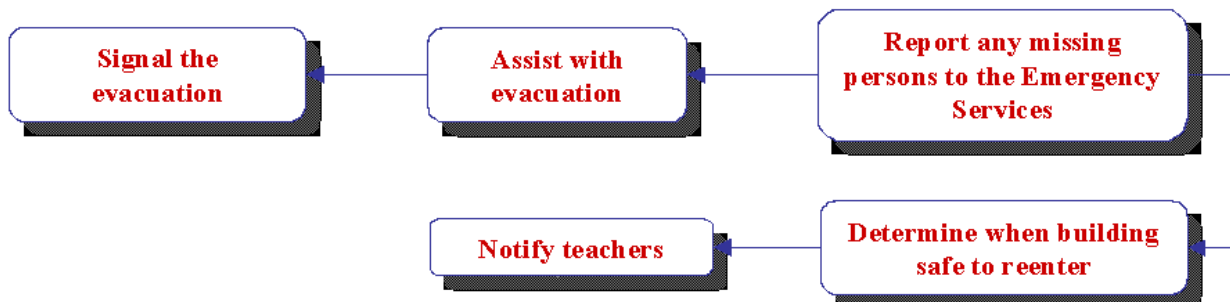 Signal the
evacuation
Assist with
evacuation
Report any missing
persons to the Emergency
Services
Notify teachers
Determine when building
safe to reenter